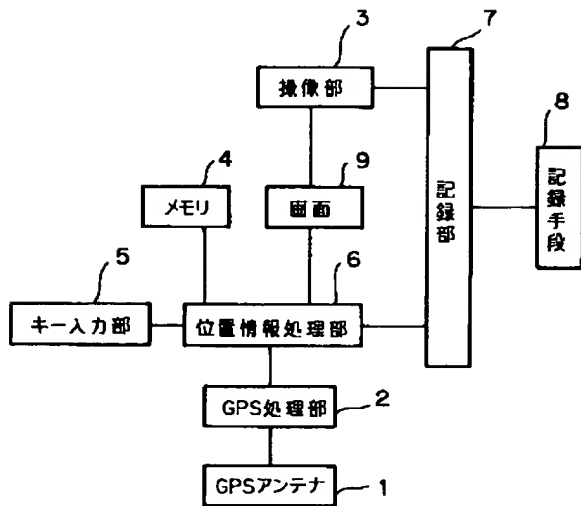 3
撮像部
7
記録部
8
記録手段
4
メモリ
9
画面
5
キー入力部
6
位置情報処理部
GPS処理部
2
GPSアンテナ
1